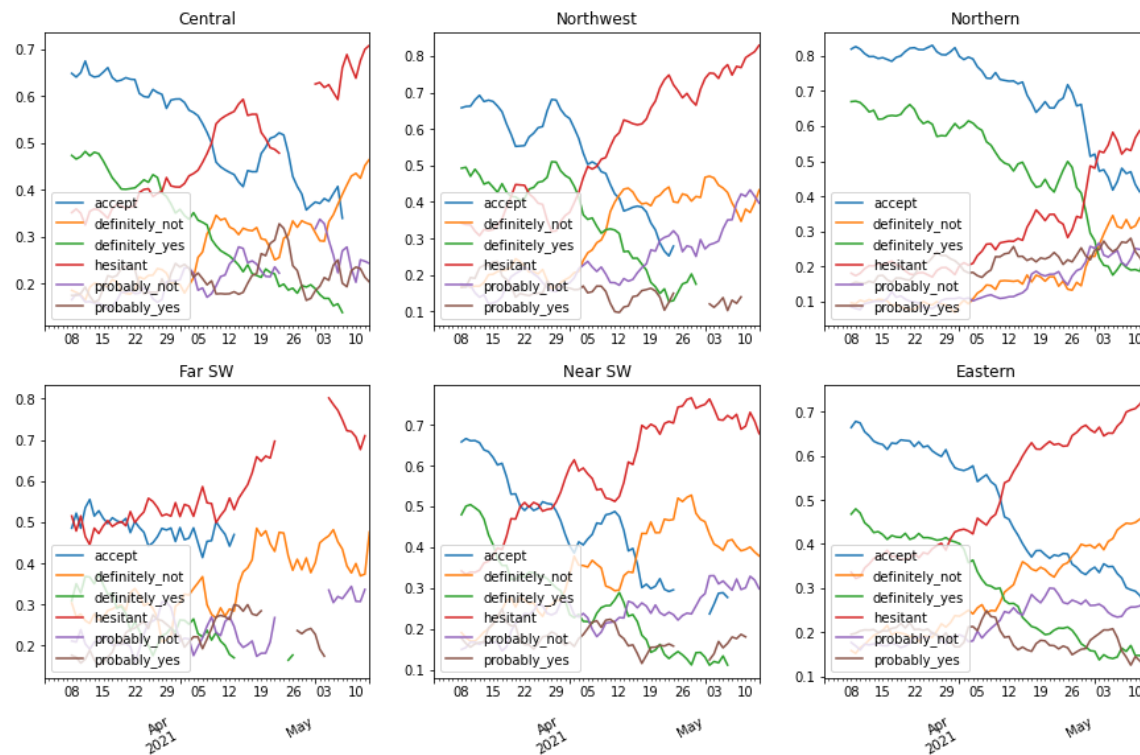 Central
Northwest
Northern
0.7
0.6
0.5
0.4
0.3
0.2
accept
definitely_not
definitely_yes
hesitant
probably_not
probably_yes
08 15 22 29 05 12 19 26 03 10
0.8
0.7
0.6
0.5
0.4
0.3
0.2
0.1
accept
definitely_not
definitely_yes
hesitant
probably_not
probably_yes
08 15 22 29 05 12 19 26 03 10
0.8
0.7
0.6
0.5
0.4
0.3
0.2
0.1
accept
definitely_not
definitely_yes
hesitant
probably_not
probably_yes
08 15 22 29 05 12 19 26 03 10
Far SW
Near SW
Eastern
0.8
0.7
0.6
0.5
0.4
0.3
0.2
accept
definitely_not
definitely_yes
hesitant
probably_not
probably_yes
08 15 22 29 05 12 19 26 03 10
Apr
2021
May
0.7
0.6
0.5
0.4
0.3
0.2
0.1
accept
definitely_not
definitely_yes
hesitant
probably_not
probably_yes
08 15 22 29 05 12 19 26 03 10
Apr
2021
May
0.7
0.6
0.5
0.4
0.3
0.2
0.1
accept
definitely_not
definitely_yes
hesitant
probably_not
probably_yes
08 15 22 29 05 12 19 26 03 10
Apr
2021
May